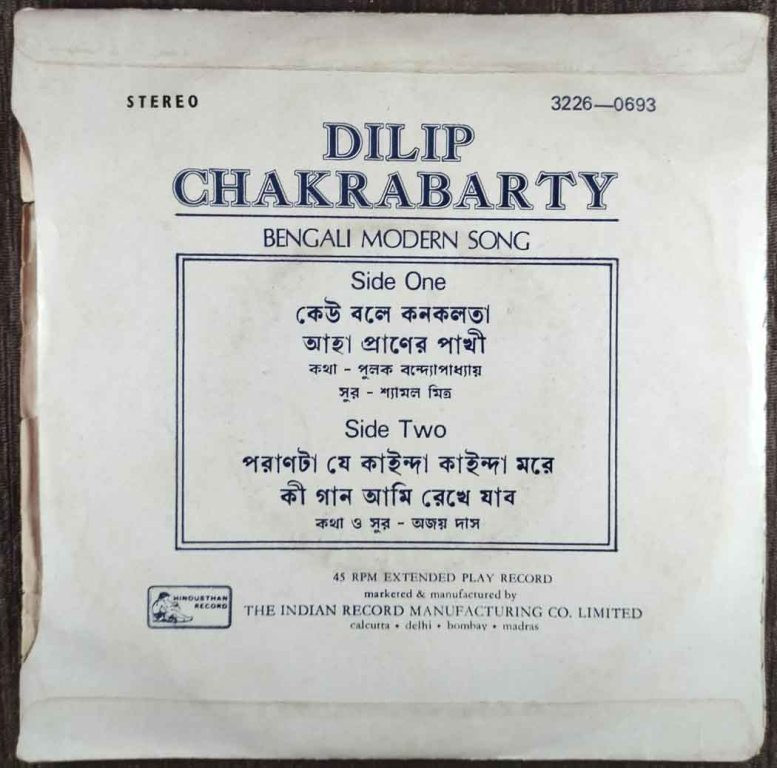 STEREO
3226—0693
DILIP
CHAKRABARTY
BENGALI MODERN SONG
Side One
কেউ বলে কনকলতা
আহা প্রাণের পাখী
কথা - পুলক বন্দ্যোপাধ্যায়
সুর - শ্যামল মিত্র
Side Two
পরাণটা যে কাইন্দা কাইন্দা মরে
কী গান আমি রেখে যাব
কথা ও সুর - অজয় দাস
45 RPM EXTENDED PLAY RECORD
marketed & manufactured by
HINDUSTHAN
RECORD
THE INDIAN RECORD MANUFACTURING CO. LIMITED
calcutta • delhi • bombay • madras